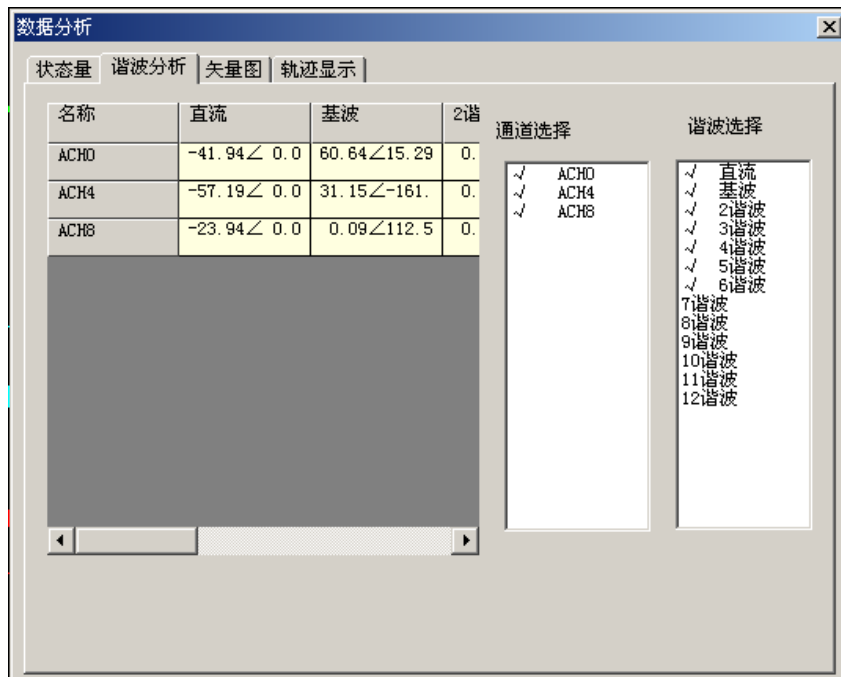 数据分析
状态量 谐波分析 矢量图 轨迹显示
名称 直流 基波 2谐
ACH0 -41.94∠ 0.0 60.64∠15.29 0.
ACH4 -57.19∠ 0.0 31.15∠-161. 0.
ACH8 -23.94∠ 0.0 0.09∠112.5 0.
通道选择
√ ACH0
√ ACH4
√ ACH8
谐波选择
√ 直流
√ 基波
√ 2谐波
√ 3谐波
√ 4谐波
√ 5谐波
√ 6谐波
7谐波
8谐波
9谐波
10谐波
11谐波
12谐波